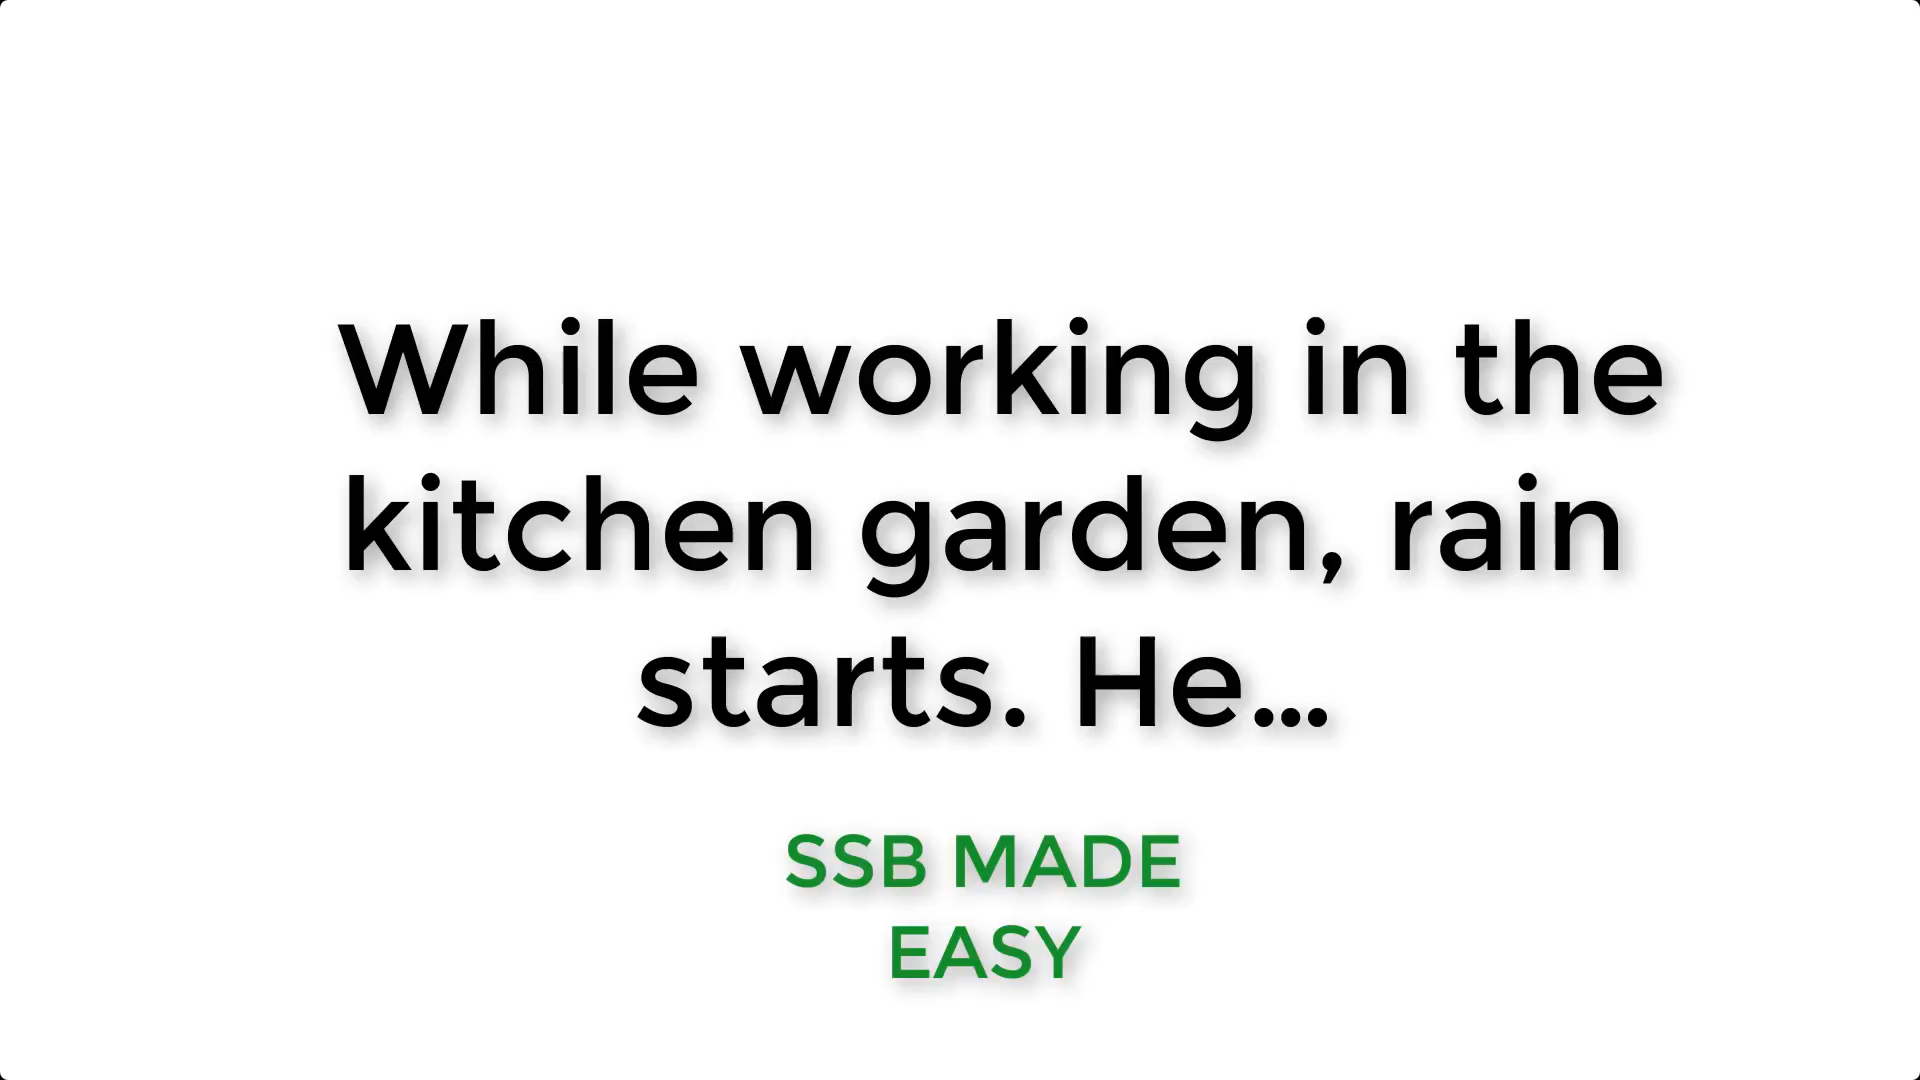 While working in the
kitchen garden, rain
starts. He...
SSB MADE
EASY